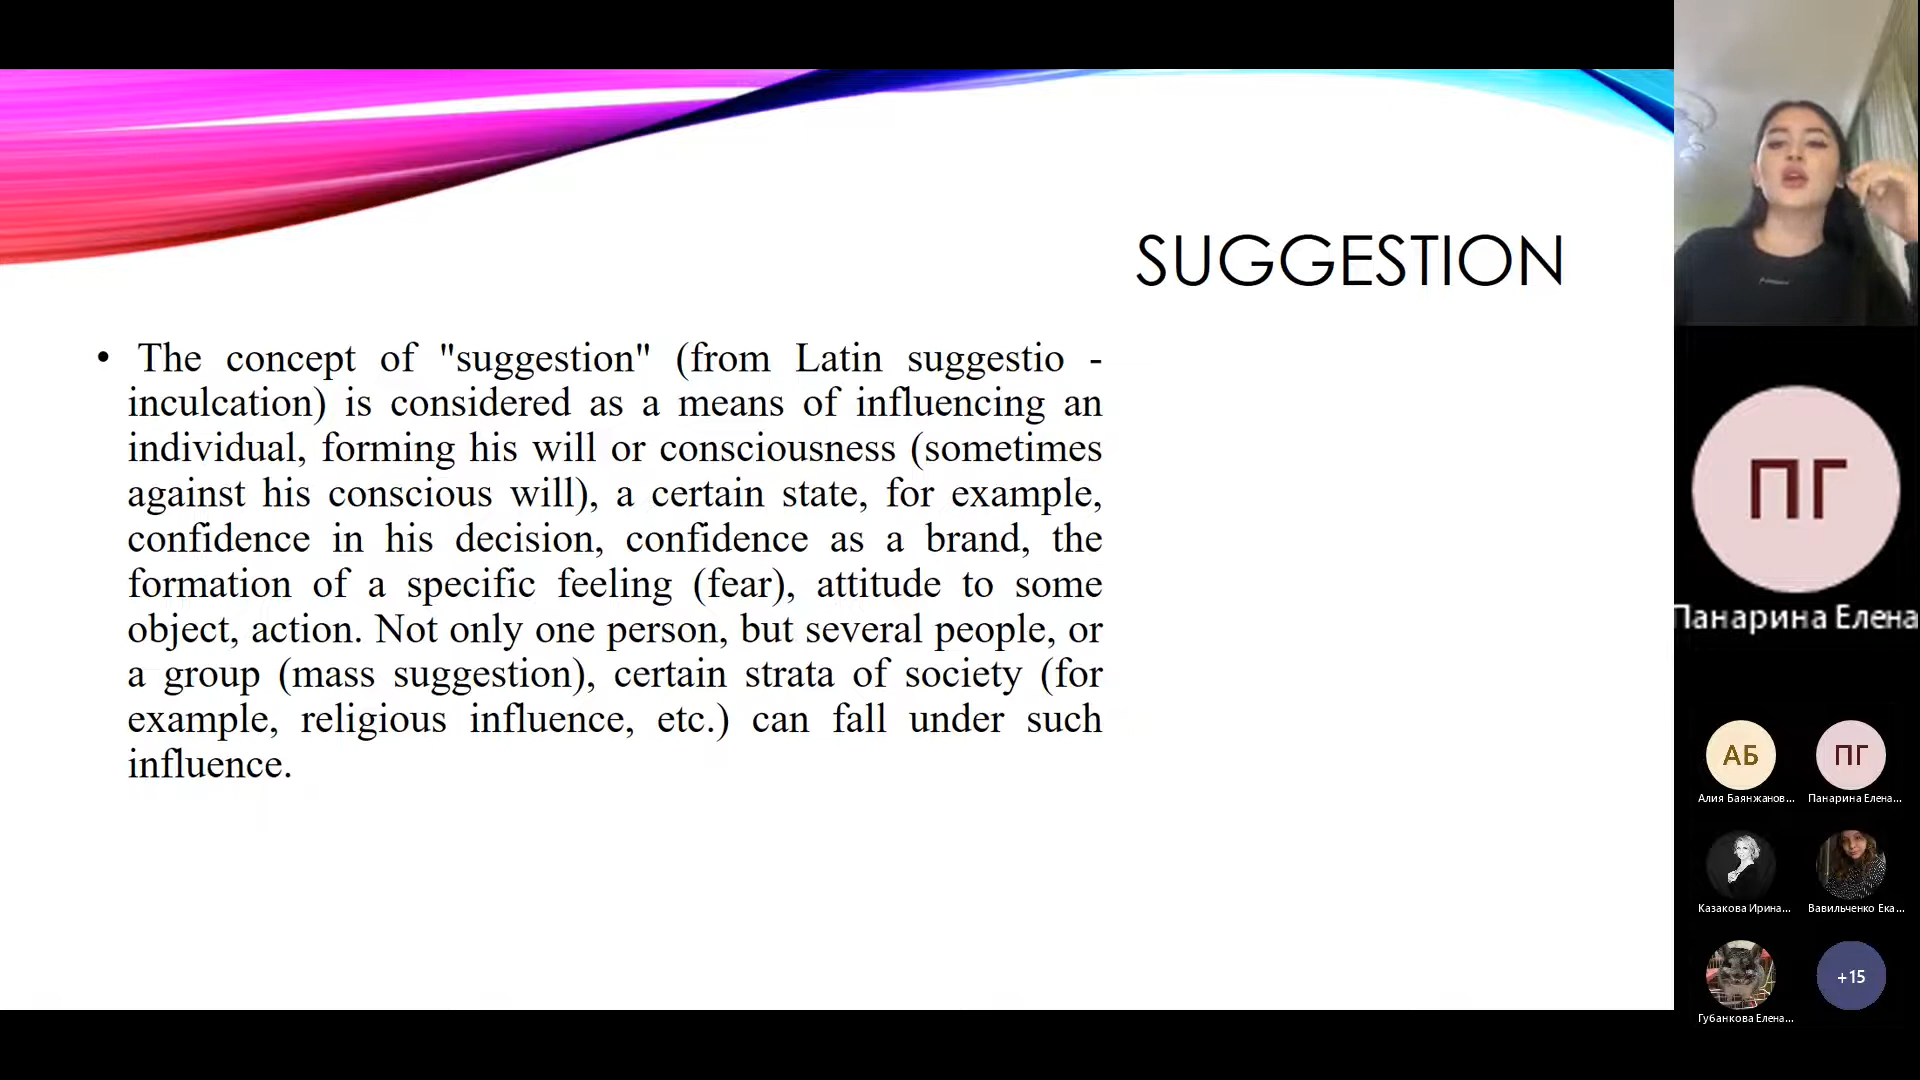 SUGGESTION
• The concept of "suggestion" (from Latin suggestio -
inculcation) is considered as a means of influencing an
individual, forming his will or consciousness (sometimes
against his conscious will), a certain state, for example,
confidence in his decision, confidence as a brand, the
formation of a specific feeling (fear), attitude to some
object, action. Not only one person, but several people, or
a group (mass suggestion), certain strata of society (for
example, religious influence, etc.) can fall under such
influence.
ПГ
Панарина Елена
АБ
Алия Баянжанов...
ПГ
Панарина Елена...
Казакова Ирина...
Вавильченко Ека...
Губанкова Елена...
+15